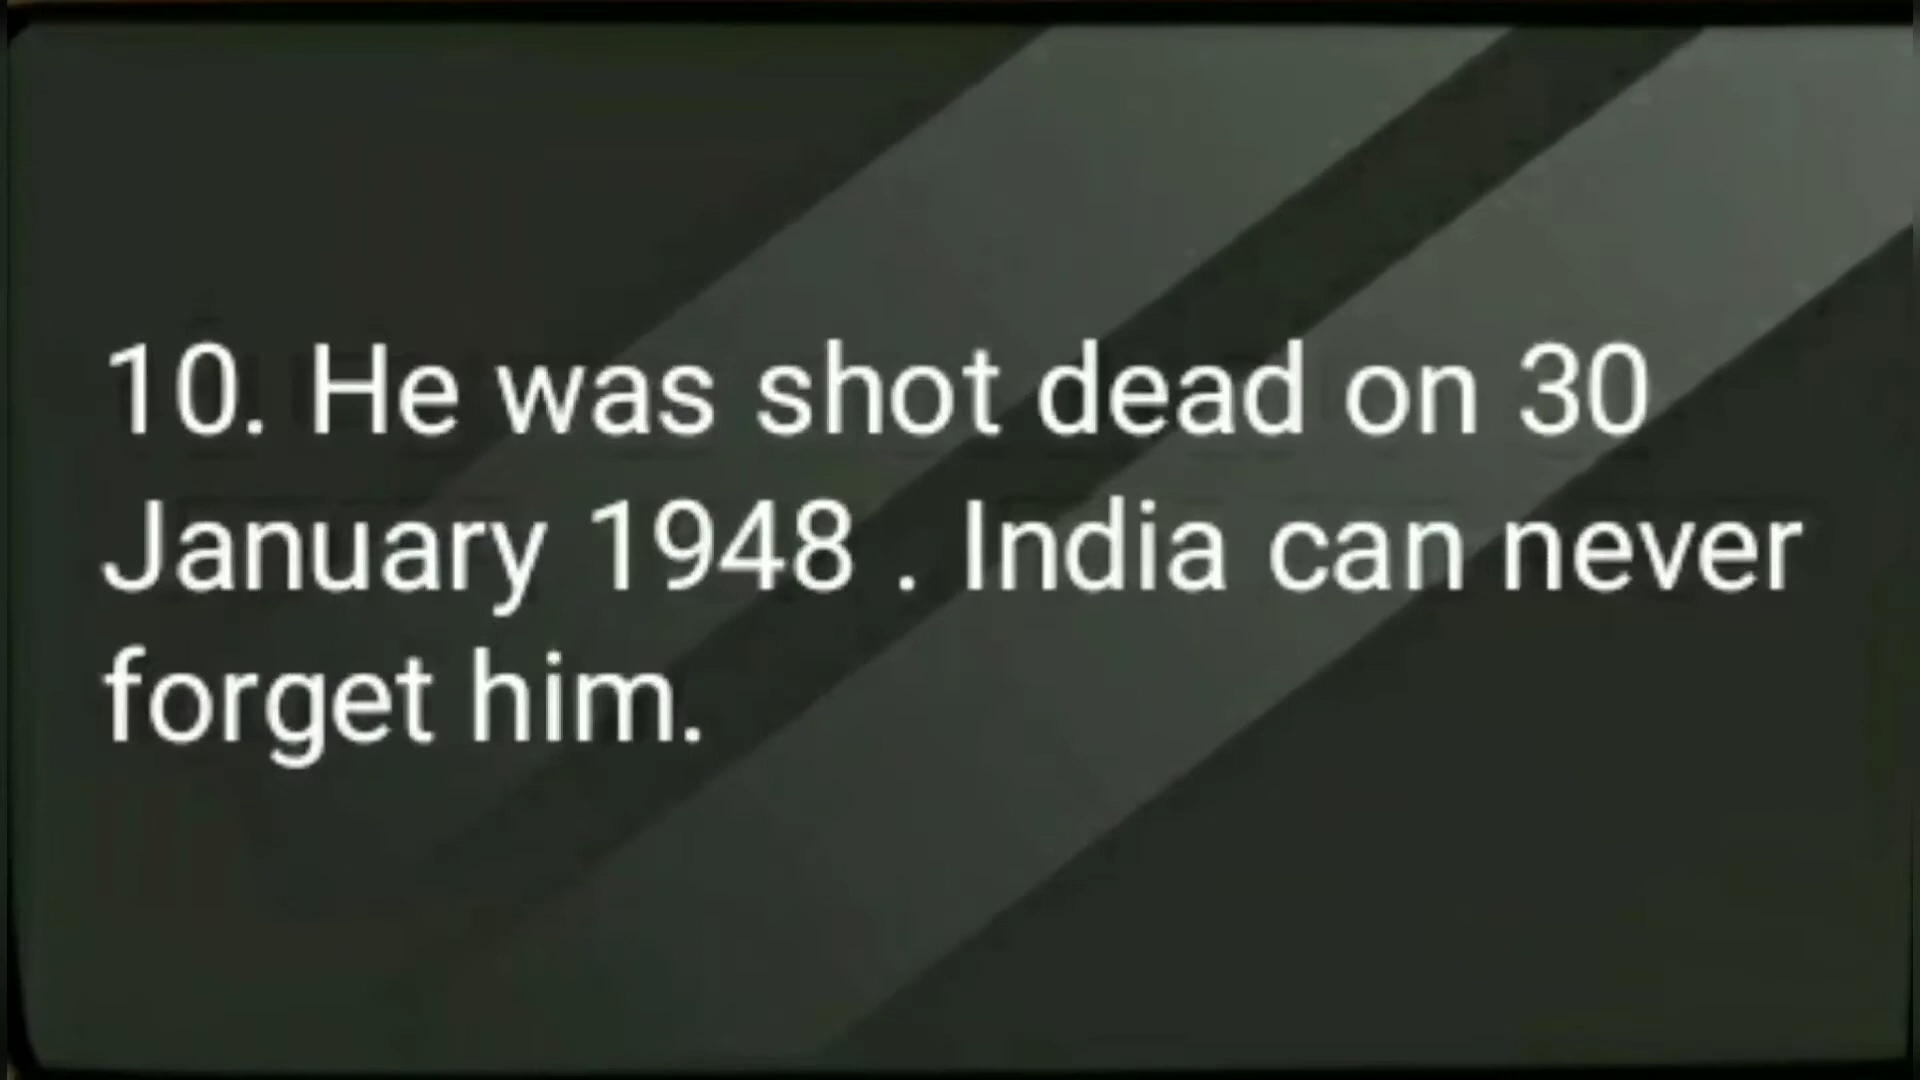 10. He was shot dead on 30
January 1948 . India can never
forget him.